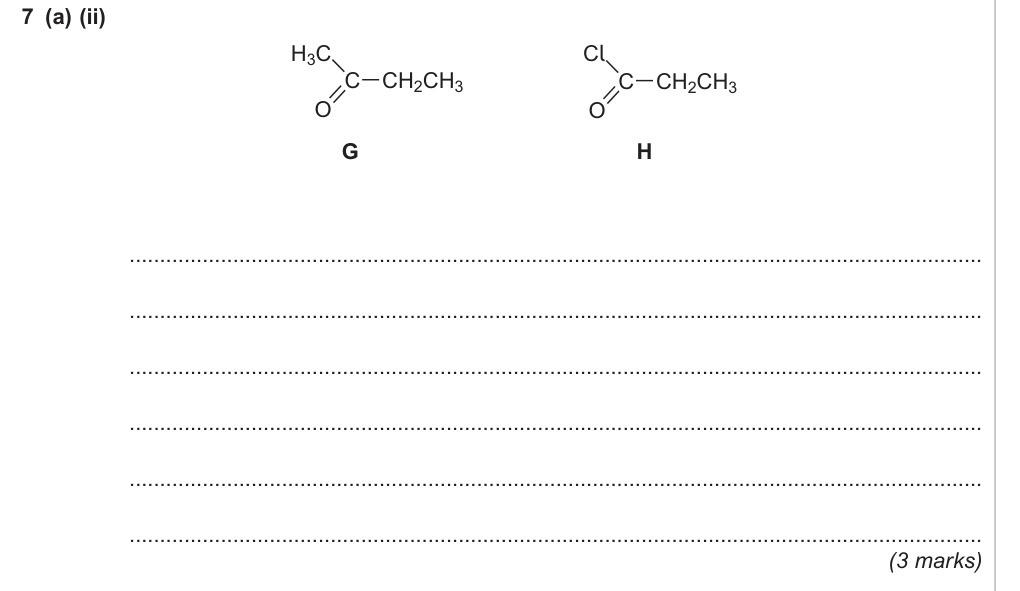 7 (a) (ii)
H₃C Cl
C–CH₂CH₃ C–CH₂CH₃
O O
G H
(3 marks)